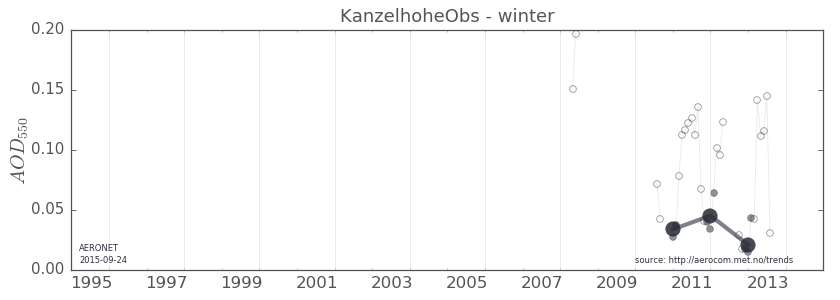 KanzelhoheObs - winter
0.20
0.15
0.10
0.05
0.00
AOD550
AERONET
2015-09-24
source: http://aerocom.met.no/trends
1995 1997 1999 2001 2003 2005 2007 2009 2011 2013